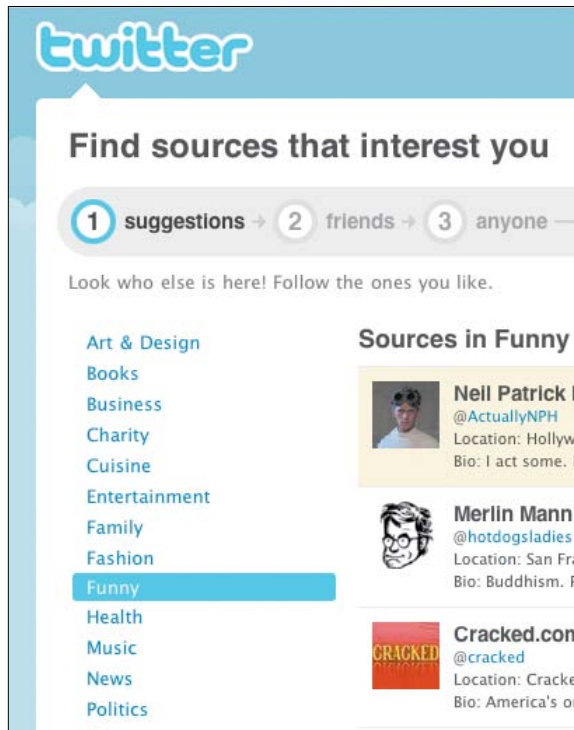 twitter
Find sources that interest you
1 suggestions → 2 friends → 3 anyone
Look who else is here! Follow the ones you like.
Art & Design
Books
Business
Charity
Cuisine
Entertainment
Family
Fashion
Funny
Health
Music
News
Politics
Sources in Funny
Neil Patrick
@ActuallyNPH
Location:
Bio: I act some.
Merlin Mann
@hotdogsladies
Location: San
Bio: Buddhism.
CRACKED
Cracked.com
@cracked
Location:
Bio: America's